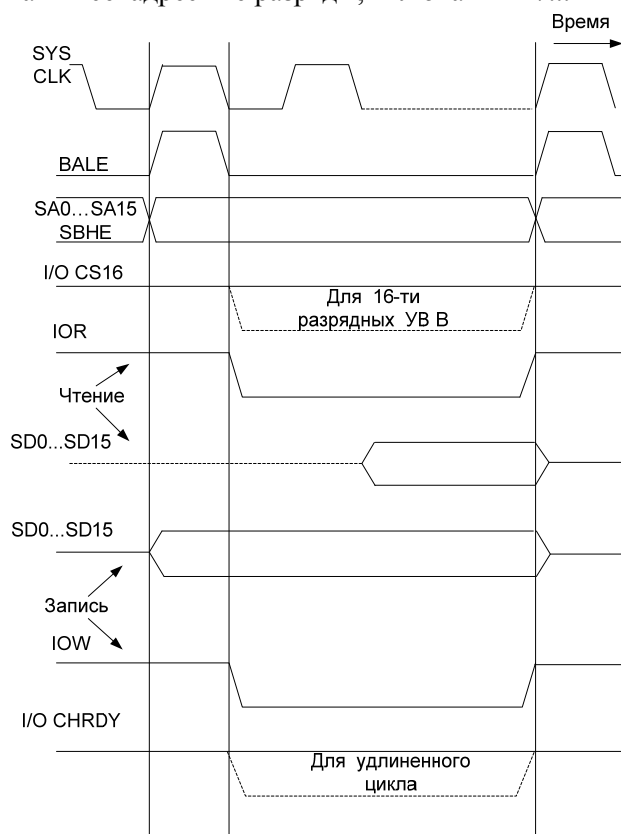 Время
SYS
CLK
BALE
SA0...SA15
SBHE
I/O CS16
Для 16-ти
разрядных УВ В
IOR
Чтение
SD0...SD15
SD0...SD15
Запись
IOW
I/O CHRDY
Для удлиненного
цикла